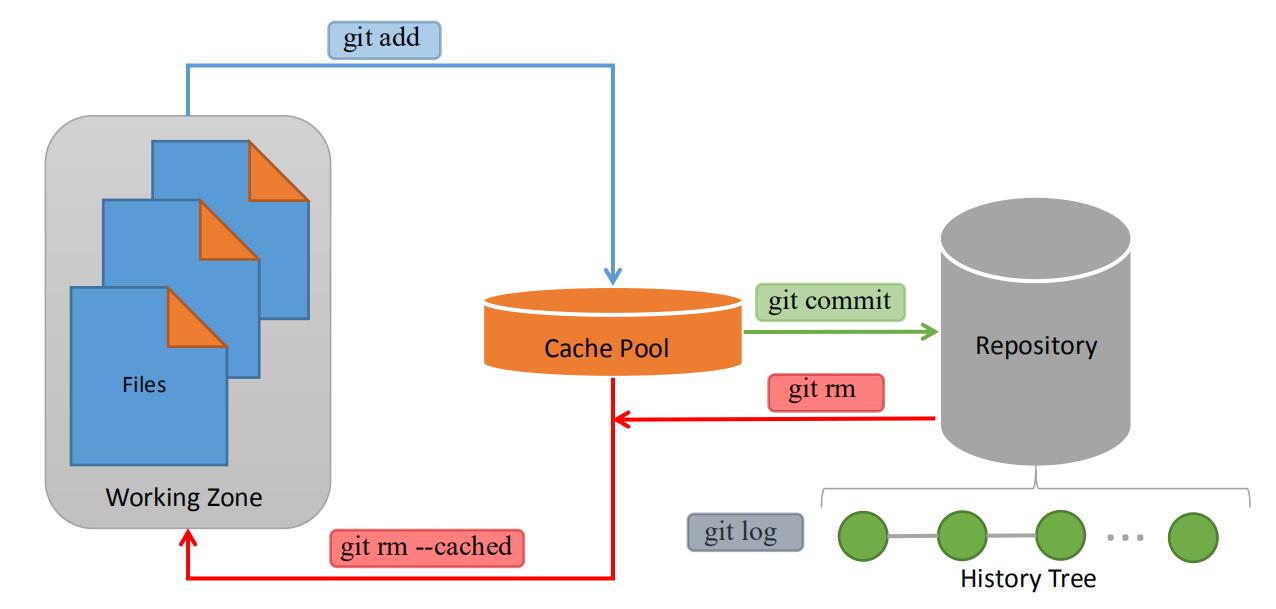 git add
Files
Working Zone
Cache Pool
git commit
Repository
git rm
git rm --cached
git log
History Tree